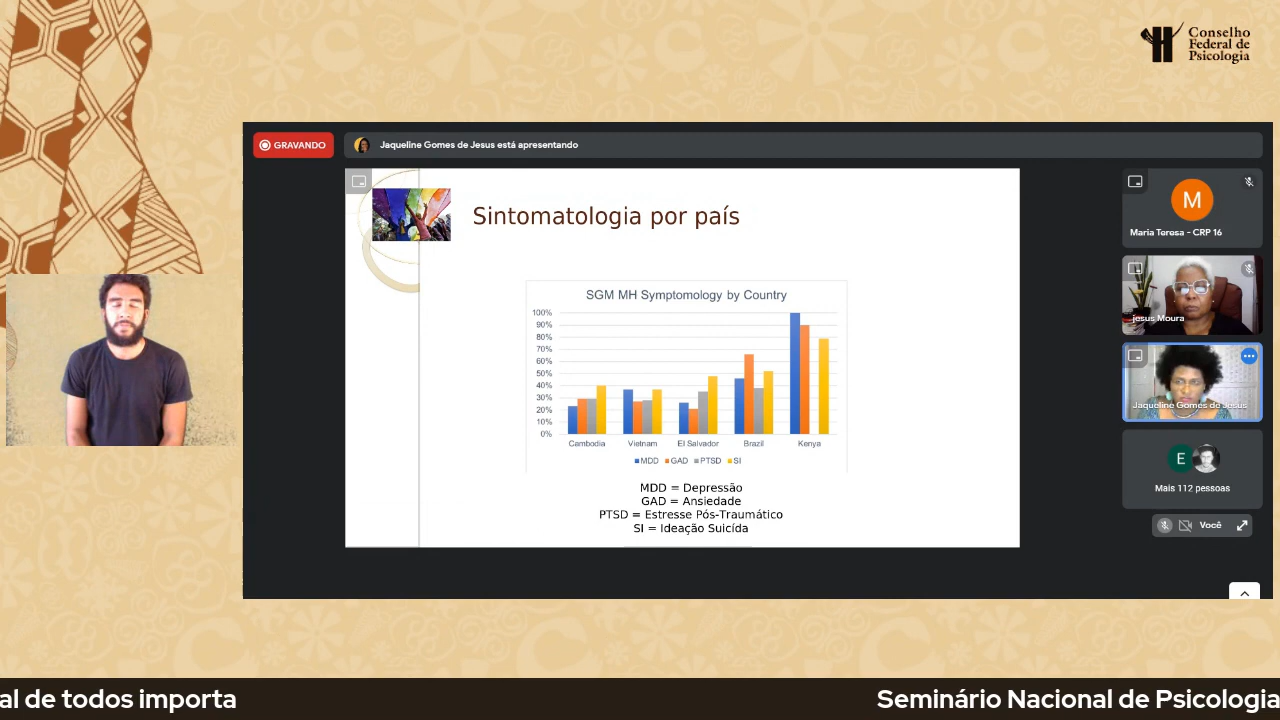 Conselho
Federal de
Psicologia
GRAVANDO
Jaqueline Gomes de Jesus está apresentando
Sintomatologia por país
SGM MH Symptomology by Country
100%
90%
80%
70%
60%
50%
40%
30%
20%
10%
0%
Cambodia Vietnam El Salvador Brazil Kenya
MDD GAD PTSD SI
MDD = Depressão
GAD = Ansiedade
PTSD = Estresse Pós-Traumático
SI = Ideação Suicída
M
Maria Teresa - CRP 16
jesus Moura
Jaqueline Gomes de Jesus
E
Mais 112 pessoas
Você
al de todos importa
Seminário Nacional de Psicologia